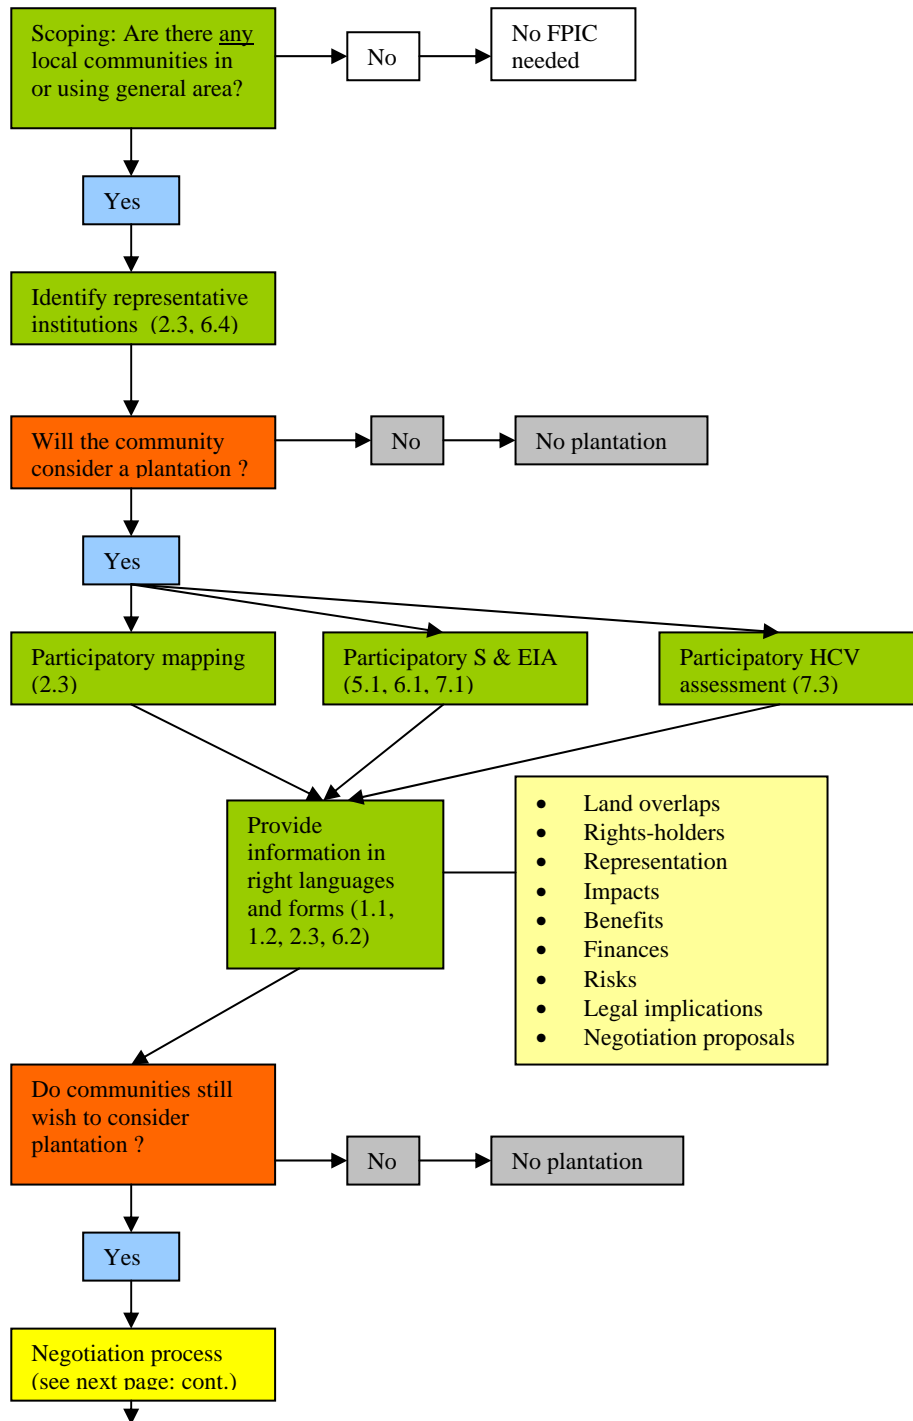 Scoping: Are there any
local communities in
or using general area?
No
No FPIC
needed
Yes
Identify representative
institutions (2.3, 6.4)
Will the community
consider a plantation ?
No
No plantation
Yes
Participatory mapping
(2.3)
Participatory S & EIA
(5.1, 6.1, 7.1)
Participatory HCV
assessment (7.3)
Provide
information in
right languages
and forms (1.1,
1.2, 2.3, 6.2)
• Land overlaps
• Rights-holders
• Representation
• Impacts
• Benefits
• Finances
• Risks
• Legal implications
• Negotiation proposals
Do communities still
wish to consider
plantation ?
No
No plantation
Yes
Negotiation process
(see next page: cont.)